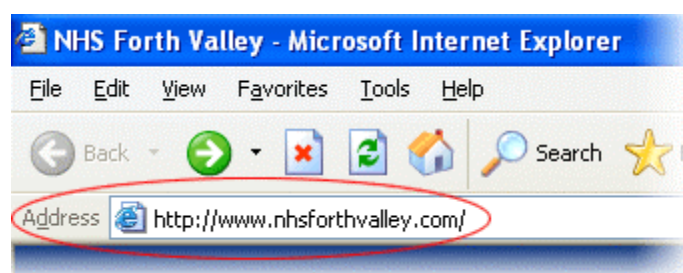 NHS Forth Valley - Microsoft Internet Explorer
File Edit View Favorites Tools Help
Back Search
Address http://www.nhsforthvalley.com/